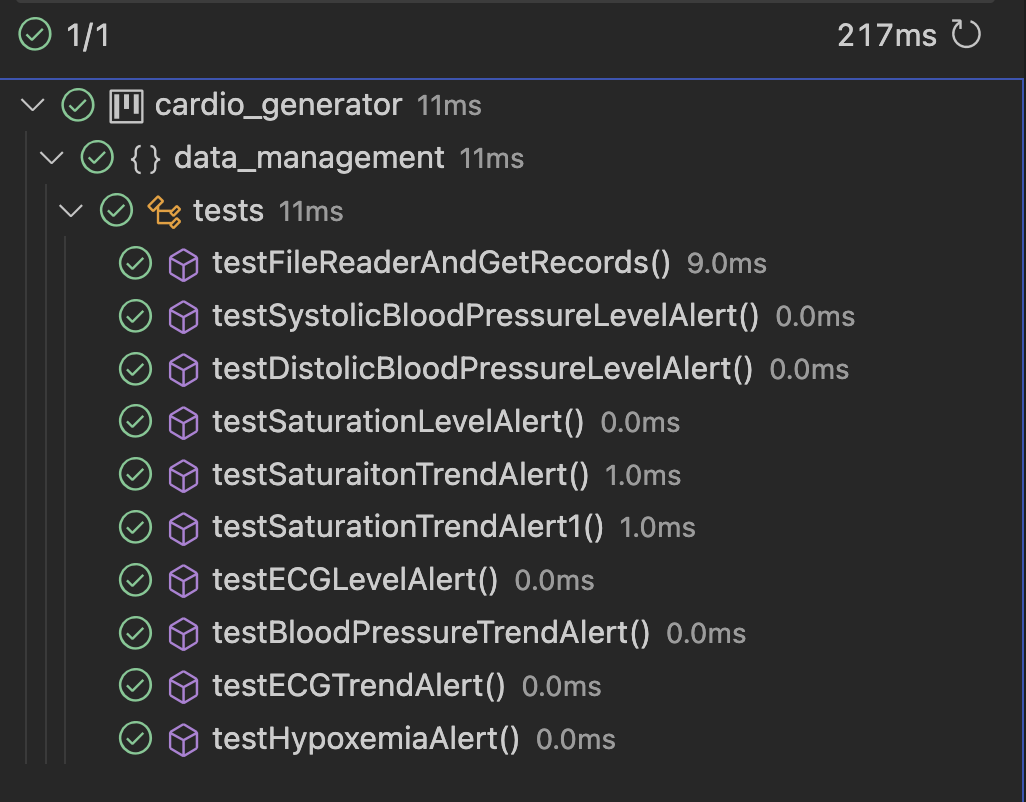 1/1 217ms
cardio_generator 11ms
{ } data_management 11ms
tests 11ms
testFileReaderAndGetRecords() 9.0ms
testSystolicBloodPressureLevelAlert() 0.0ms
testDistolicBloodPressureLevelAlert() 0.0ms
testSaturationLevelAlert() 0.0ms
testSaturaitonTrendAlert() 1.0ms
testSaturationTrendAlert1() 1.0ms
testECGLevelAlert() 0.0ms
testBloodPressureTrendAlert() 0.0ms
testECGTrendAlert() 0.0ms
testHypoxemiaAlert() 0.0ms